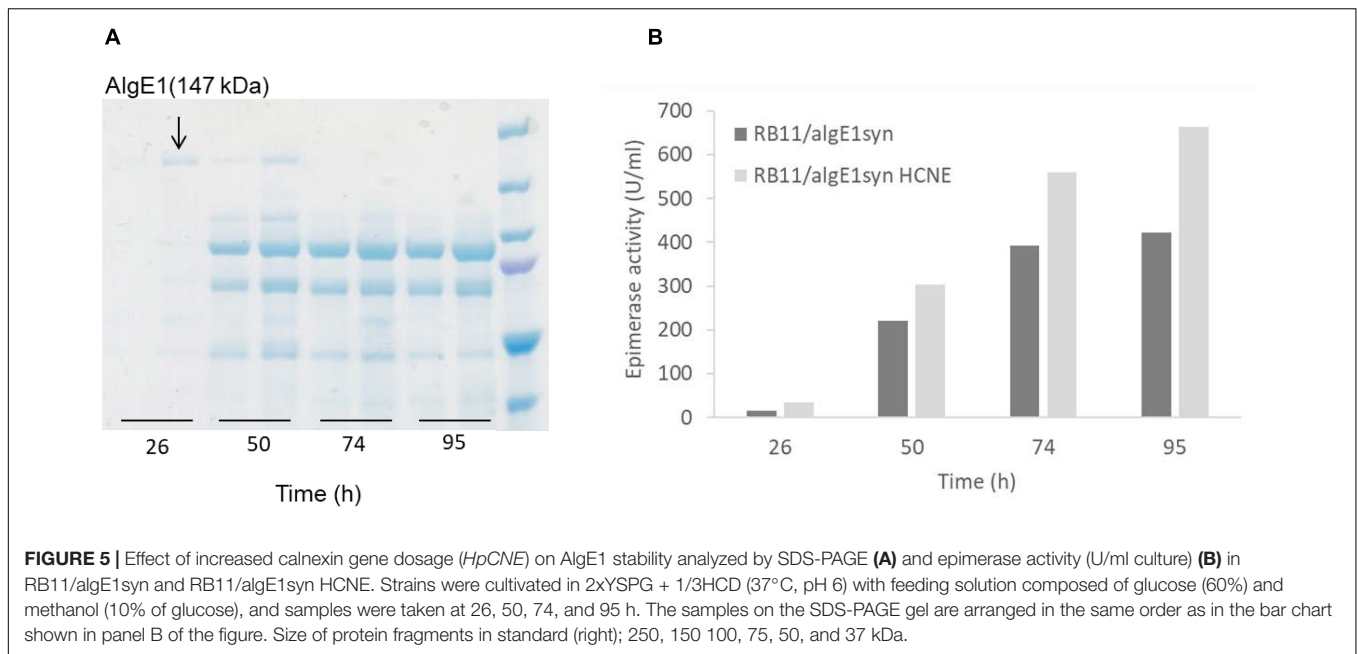 A
AlgE1(147 kDa)
26
50
74
95
Time (h)
B
700
600
500
400
300
200
100
0
Epimerase activity (U/ml)
RB11/algE1syn
RB11/algE1syn HCNE
26
50
74
95
Time (h)
FIGURE 5 | Effect of increased calnexin gene dosage (HpCNE) on AlgE1 stability analyzed by SDS-PAGE (A) and epimerase activity (U/ml culture) (B) in
RB11/algE1syn and RB11/algE1syn HCNE. Strains were cultivated in 2xYSPG + 1/3HCD (37°C, pH 6) with feeding solution composed of glucose (60%) and
methanol (10% of glucose), and samples were taken at 26, 50, 74, and 95 h. The samples on the SDS-PAGE gel are arranged in the same order as in the bar chart
shown in panel B of the figure. Size of protein fragments in standard (right); 250, 150 100, 75, 50, and 37 kDa.